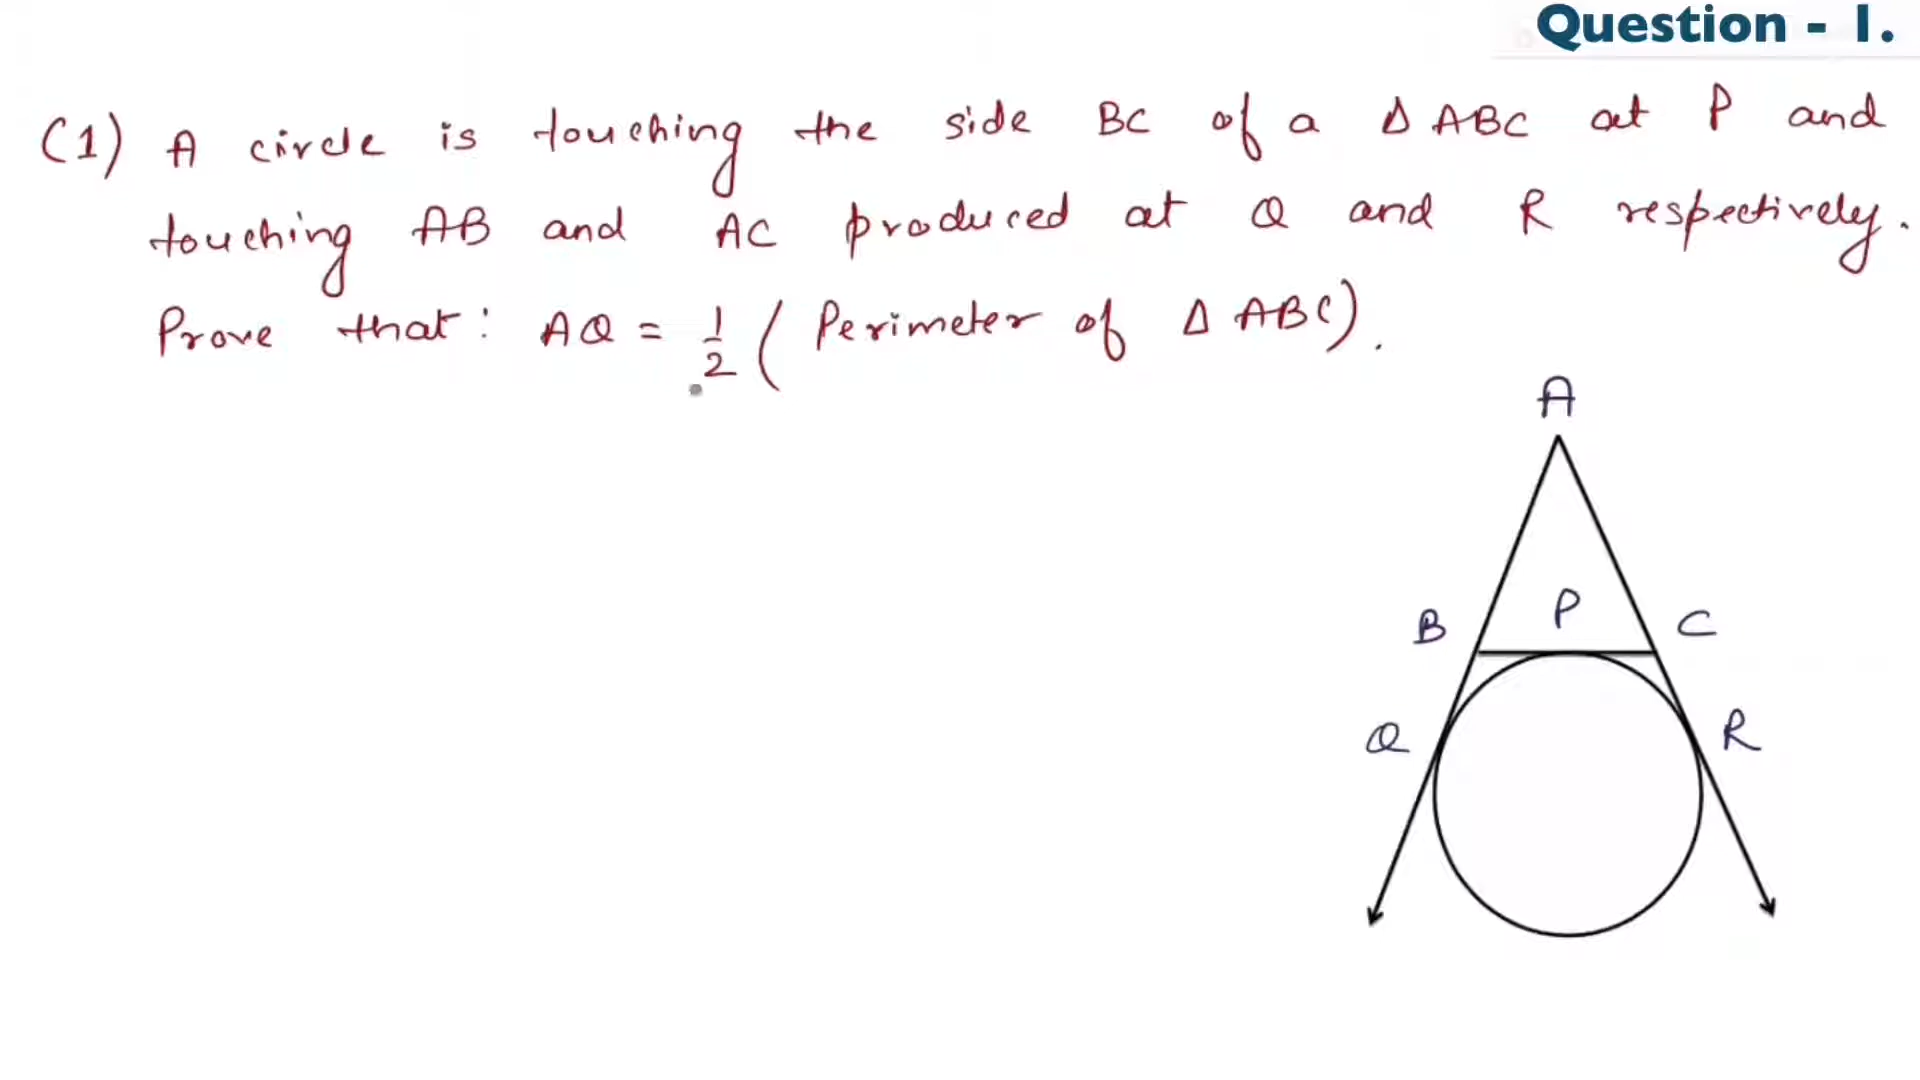 Question - 1.
(1) A circle is touching the side BC of a Δ ABC at P and
touching AB and AC produced at Q and R respectively.
Prove that: AQ = 1/2 (Perimeter of Δ ABC).
A
B P C
Q R